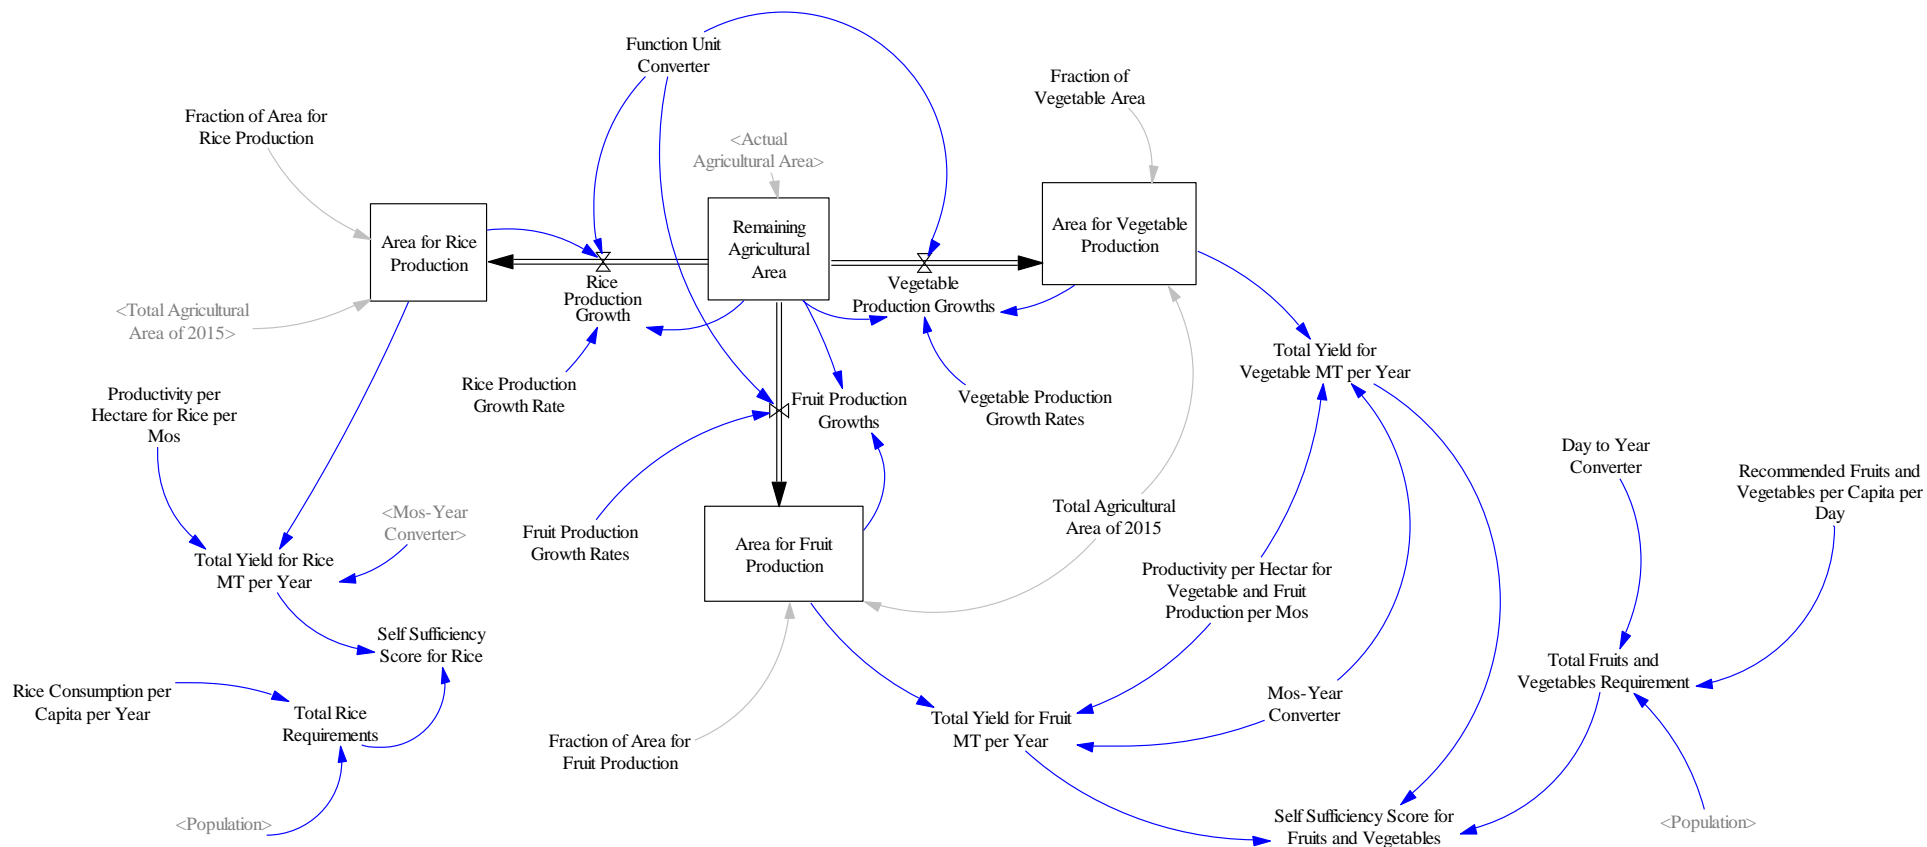 Function Unit
Converter
Fraction of
Vegetable Area
Fraction of Area for
Rice Production
<Actual
Agricultural Area>
Area for Rice
Production
Remaining
Agricultural
Area
Area for Vegetable
Production
Rice
Production
Growth
Vegetable
Production Growths
<Total Agricultural
Area of 2015>
Total Yield for
Vegetable MT per Year
Rice Production
Growth Rate
Fruit Production
Growths
Vegetable Production
Growth Rates
Productivity per
Hectare for Rice per
Mos
Day to Year
Converter
Recommended Fruits and
Vegetables per Capita per
Day
<Mos-Year
Converter>
Fruit Production
Growth Rates
Total Agricultural
Area of 2015
Area for Fruit
Production
Total Yield for Rice
MT per Year
Productivity per Hectar for
Vegetable and Fruit
Production per Mos
Self Sufficiency
Score for Rice
Total Fruits and
Vegetables Requirement
Rice Consumption per
Capita per Year
Total Rice
Requirements
Mos-Year
Converter
Total Yield for Fruit
MT per Year
Fraction of Area for
Fruit Production
<Population>
Self Sufficiency Score for
Fruits and Vegetables
<Population>